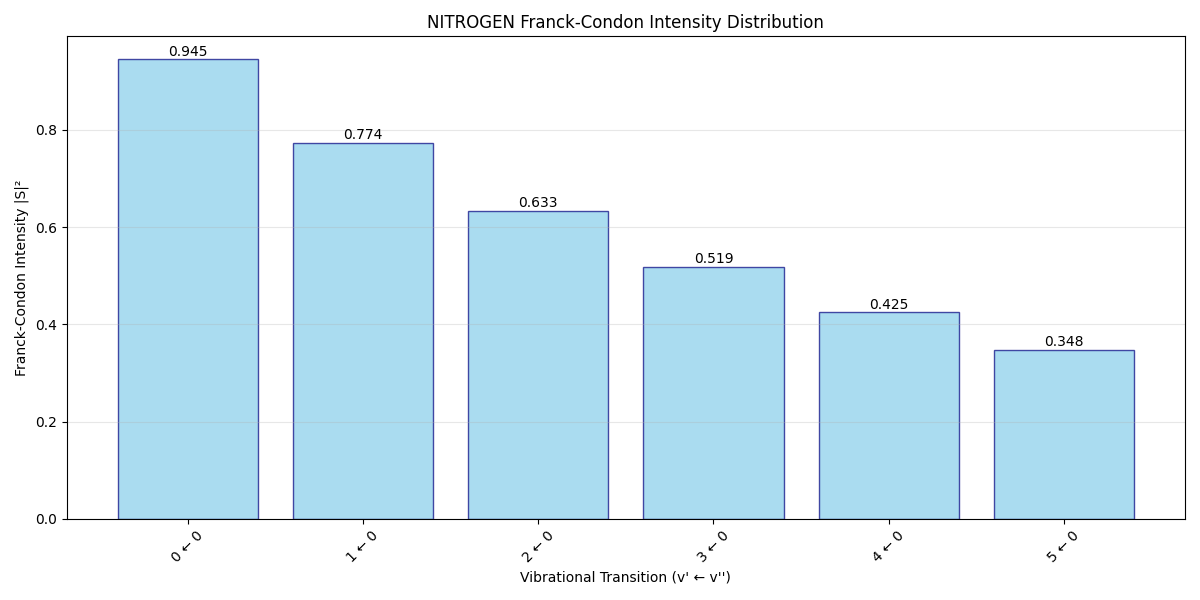 NITROGEN Franck-Condon Intensity Distribution
Franck-Condon Intensity |S|²
0.8
0.6
0.4
0.2
0.0
0.945
0.774
0.633
0.519
0.425
0.348
0 ← 0
1 ← 0
2 ← 0
3 ← 0
4 ← 0
5 ← 0
Vibrational Transition (v' ← v'')